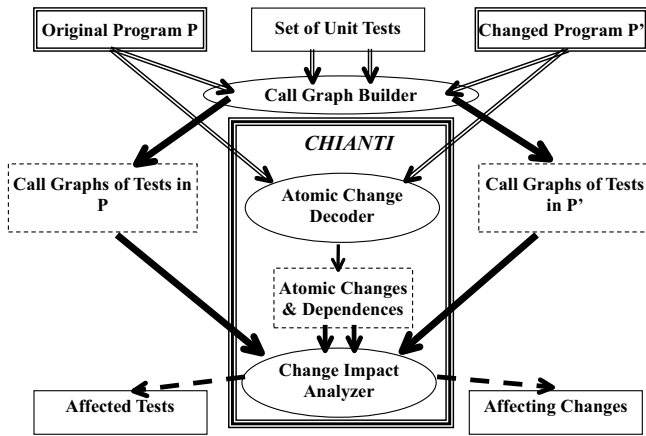 Original Program P
Set of Unit Tests
Changed Program P’
Call Graph Builder
CHIANTI
Call Graphs of Tests in
P
Call Graphs of Tests
in P’
Atomic Change
Decoder
Atomic Changes
& Dependences
Change Impact
Analyzer
Affected Tests
Affecting Changes